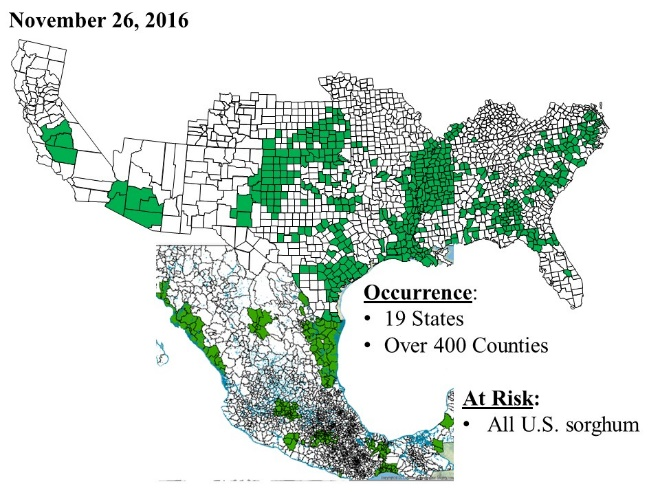 November 26, 2016
Occurrence:
• 19 States
• Over 400 Counties
At Risk:
• All U.S. sorghum